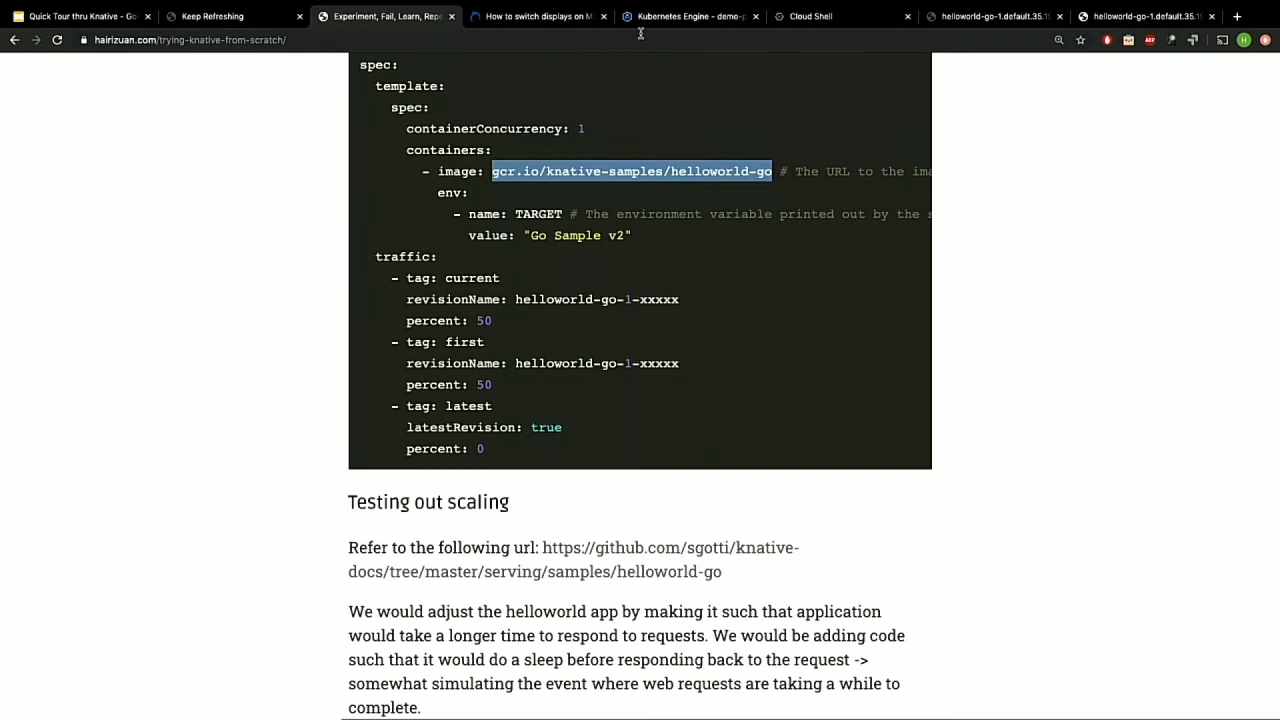 Quick Tour thru Knative - Go
Keep Refreshing
Experiment, Fail, Learn, Repe
How to switch displays on M
Kubernetes Engine - demo-p
Cloud Shell
helloworld-go-1.default.35.15
helloworld-go-1.default.35.15
hairizuan.com/trying-knative-from-scratch/
spec:
template:
spec:
containerConcurrency: 1
containers:
- image: gcr.io/knative-samples/helloworld-go # The URL to the ima
env:
- name: TARGET # The environment variable printed out by the s
value: "Go Sample v2"
traffic:
- tag: current
revisionName: helloworld-go-1-xxxxx
percent: 50
- tag: first
revisionName: helloworld-go-1-xxxxx
percent: 50
- tag: latest
latestRevision: true
percent: 0
Testing out scaling
Refer to the following url: https://github.com/sgotti/knative-
docs/tree/master/serving/samples/helloworld-go
We would adjust the helloworld app by making it such that application
would take a longer time to respond to requests. We would be adding code
such that it would do a sleep before responding back to the request ->
somewhat simulating the event where web requests are taking a while to
complete.